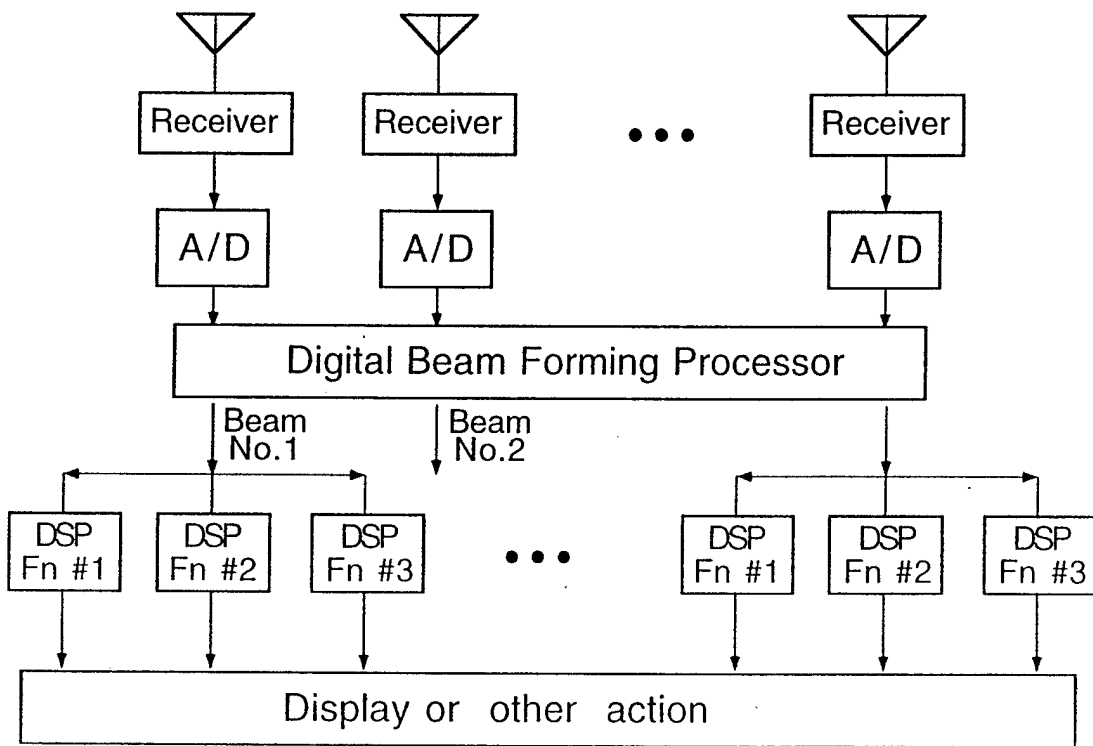 Receiver
Receiver
Receiver
A/D
A/D
A/D
Digital Beam Forming Processor
Beam
No.1
Beam
No.2
DSP
Fn #1
DSP
Fn #2
DSP
Fn #3
DSP
Fn #1
DSP
Fn #2
DSP
Fn #3
Display or other action